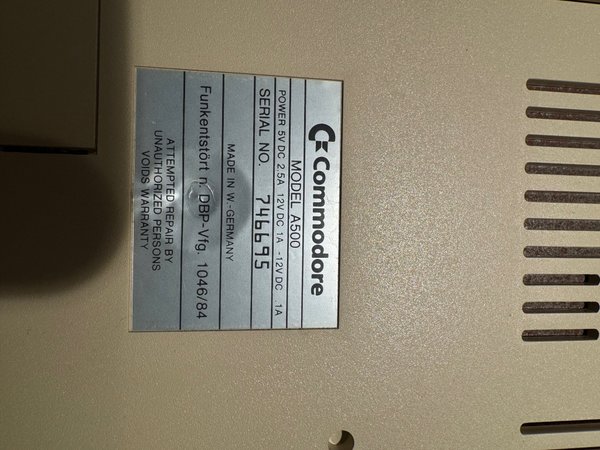 Commodore
MODEL A500
POWER 5V DC 2.5A 12V DC 1A -12V DC .1A
SERIAL NO. 746695
MADE IN W.-GERMANY
Funkentstört n. DBP-Vfg. 1046/84
ATTEMPTED REPAIR BY
UNAUTHORIZED PERSONS
VOIDS WARRANTY